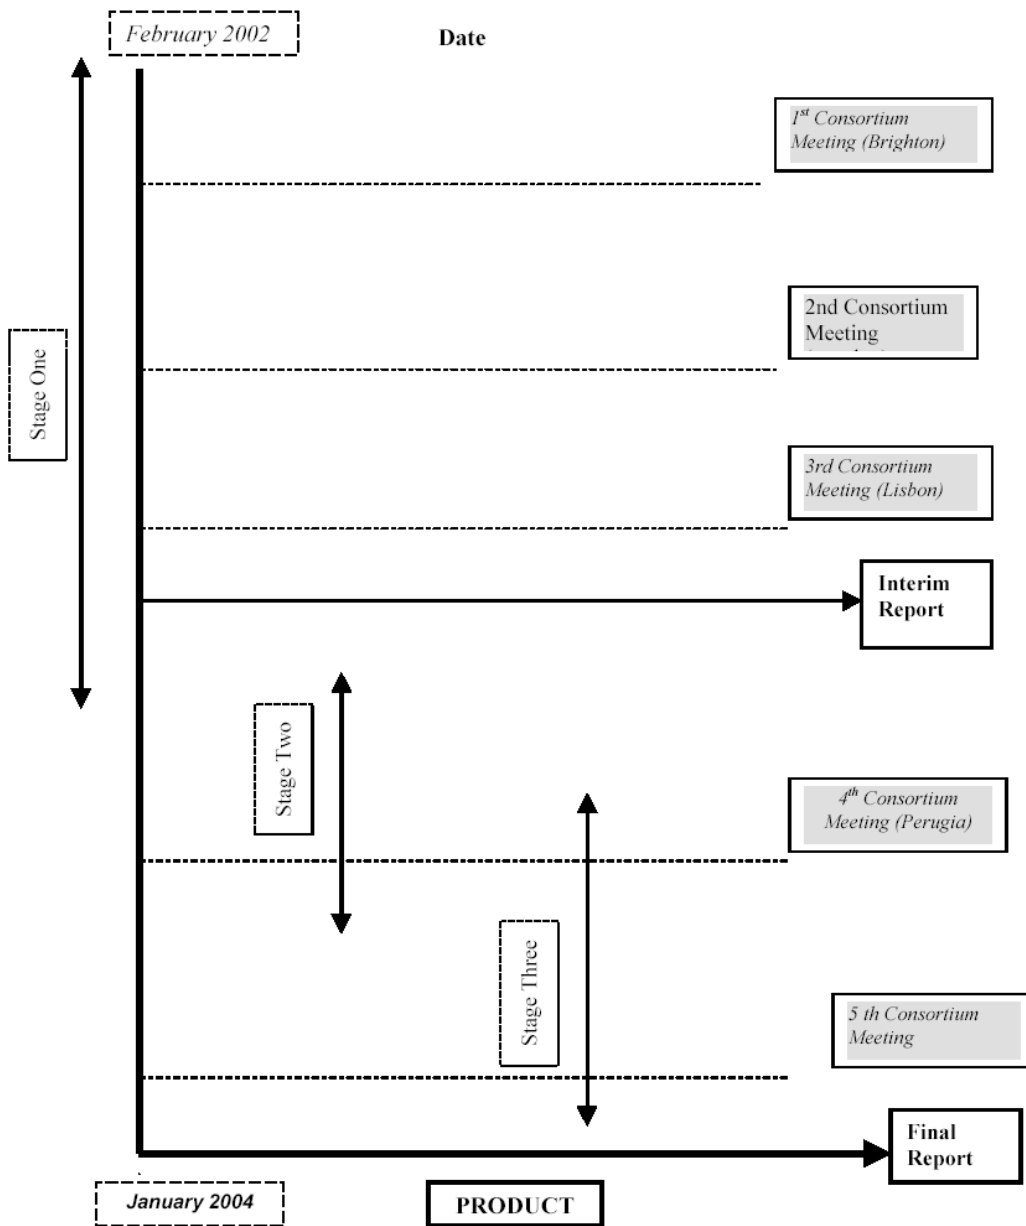 February 2002
Date
1st Consortium
Meeting (Brighton)
2nd Consortium
Meeting
Stage One
3rd Consortium
Meeting (Lisbon)
Interim
Report
Stage Two
4th Consortium
Meeting (Perugia)
Stage Three
5 th Consortium
Meeting
Final
Report
January 2004
PRODUCT